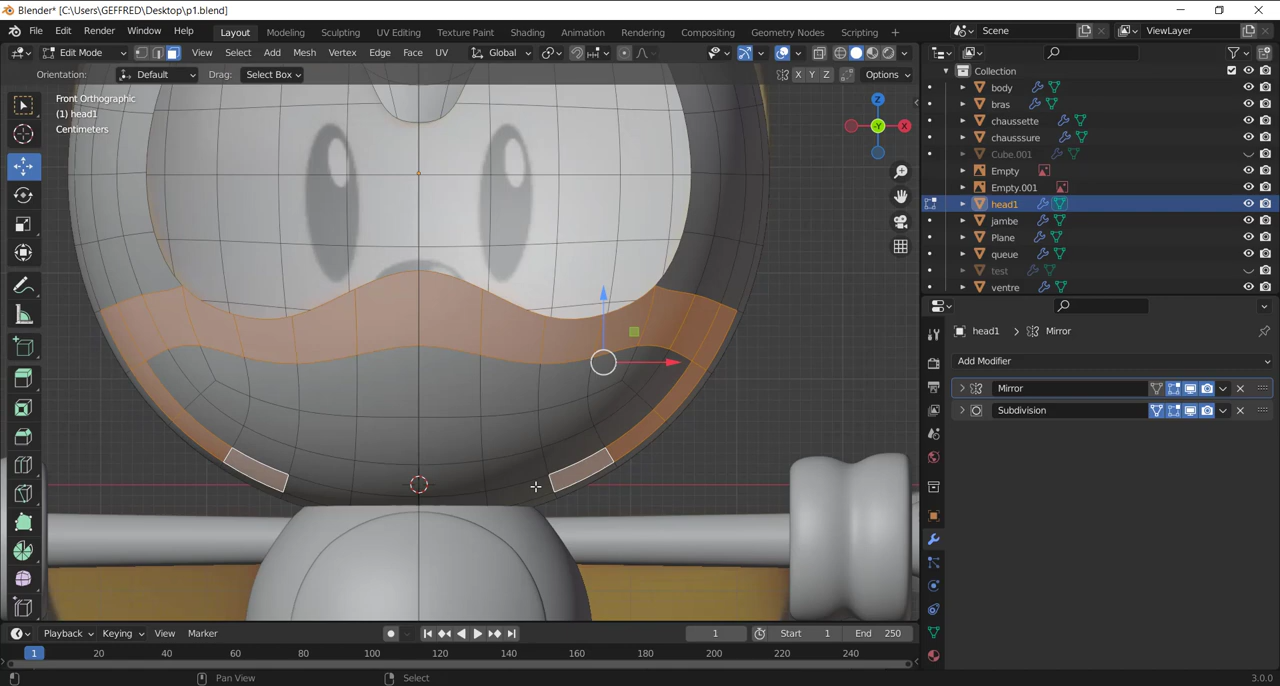 Blender* [C:\Users\GEFFRED\Desktop\p1.blend]
File Edit Render Window Help Layout Modeling Sculpting UV Editing Texture Paint Shading Animation Rendering Compositing Geometry Nodes Scripting Scene ViewLayer
Edit Mode View Select Add Mesh Vertex Edge Face UV Global
Orientation: Default Drag: Select Box X Y Z Options
Front Orthographic
(1) head1
Centimeters
Z
X
-Y
Collection
body
bras
chaussette
chausssure
Cube.001
Empty
Empty.001
head1
jambe
Plane
queue
test
ventre
head1 Mirror
Add Modifier
Mirror
Subdivision
Playback Keying View Marker 1 Start 1 End 250
1 20 40 60 80 100 120 140 160 180 200 220 240
Pan View Select 3.0.0